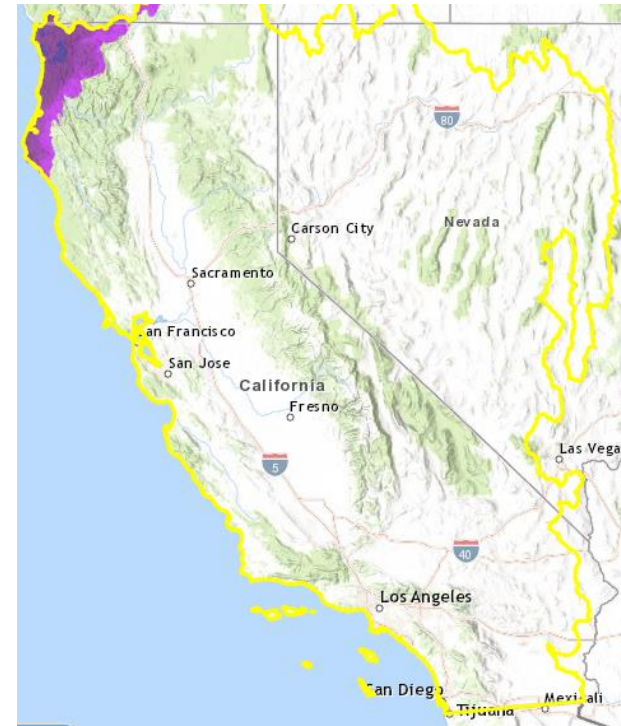 80
Carson City
Nevada
Sacramento
an Francisco
San Jose
California
Fresno
5
Las Vega
40
Los Angeles
an Diego
Tijuana
Mexicali